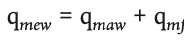 q_mew = q_maw + q_mf